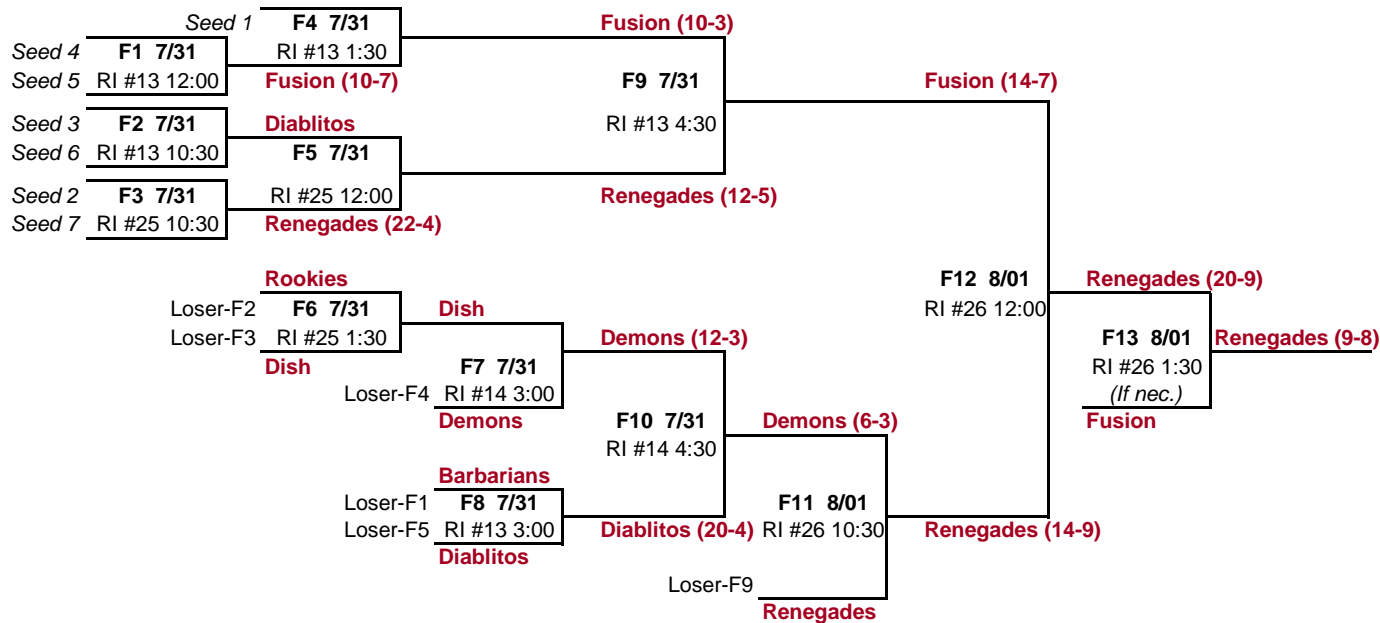 Seed 1 F4 7/31 Fusion (10-3)
Seed 4 F1 7/31 RI #13 1:30
Seed 5 RI #13 12:00 Fusion (10-7) F9 7/31 Fusion (14-7)
Seed 3 F2 7/31 Diablitos RI #13 4:30
Seed 6 RI #13 10:30 F5 7/31
Seed 2 F3 7/31 RI #25 12:00 Renegades (12-5)
Seed 7 RI #25 10:30 Renegades (22-4)
Rookies F12 8/01 Renegades (20-9)
Loser-F2 F6 7/31 Dish RI #26 12:00
Loser-F3 RI #25 1:30 Demons (12-3) F13 8/01 Renegades (9-8)
Dish F7 7/31 RI #26 1:30
Loser-F4 RI #14 3:00 (If nec.)
Demons F10 7/31 Demons (6-3) Fusion
RI #14 4:30
Barbarians
Loser-F1 F8 7/31 F11 8/01
Loser-F5 RI #13 3:00 Diablitos (20-4) RI #26 10:30 Renegades (14-9)
Diablitos
Loser-F9
Renegades